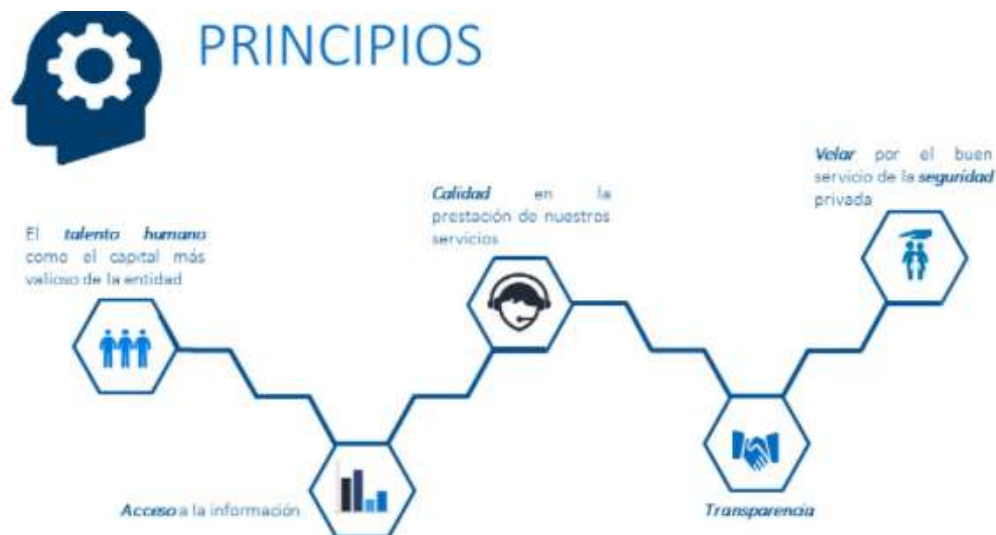 PRINCIPIOS
El talento humano
como el capital más
valioso de la entidad
Acceso a la información
Calidad en la
prestación de nuestros
servicios
Transparencia
Velar por el buen
servicio de la seguridad
privada